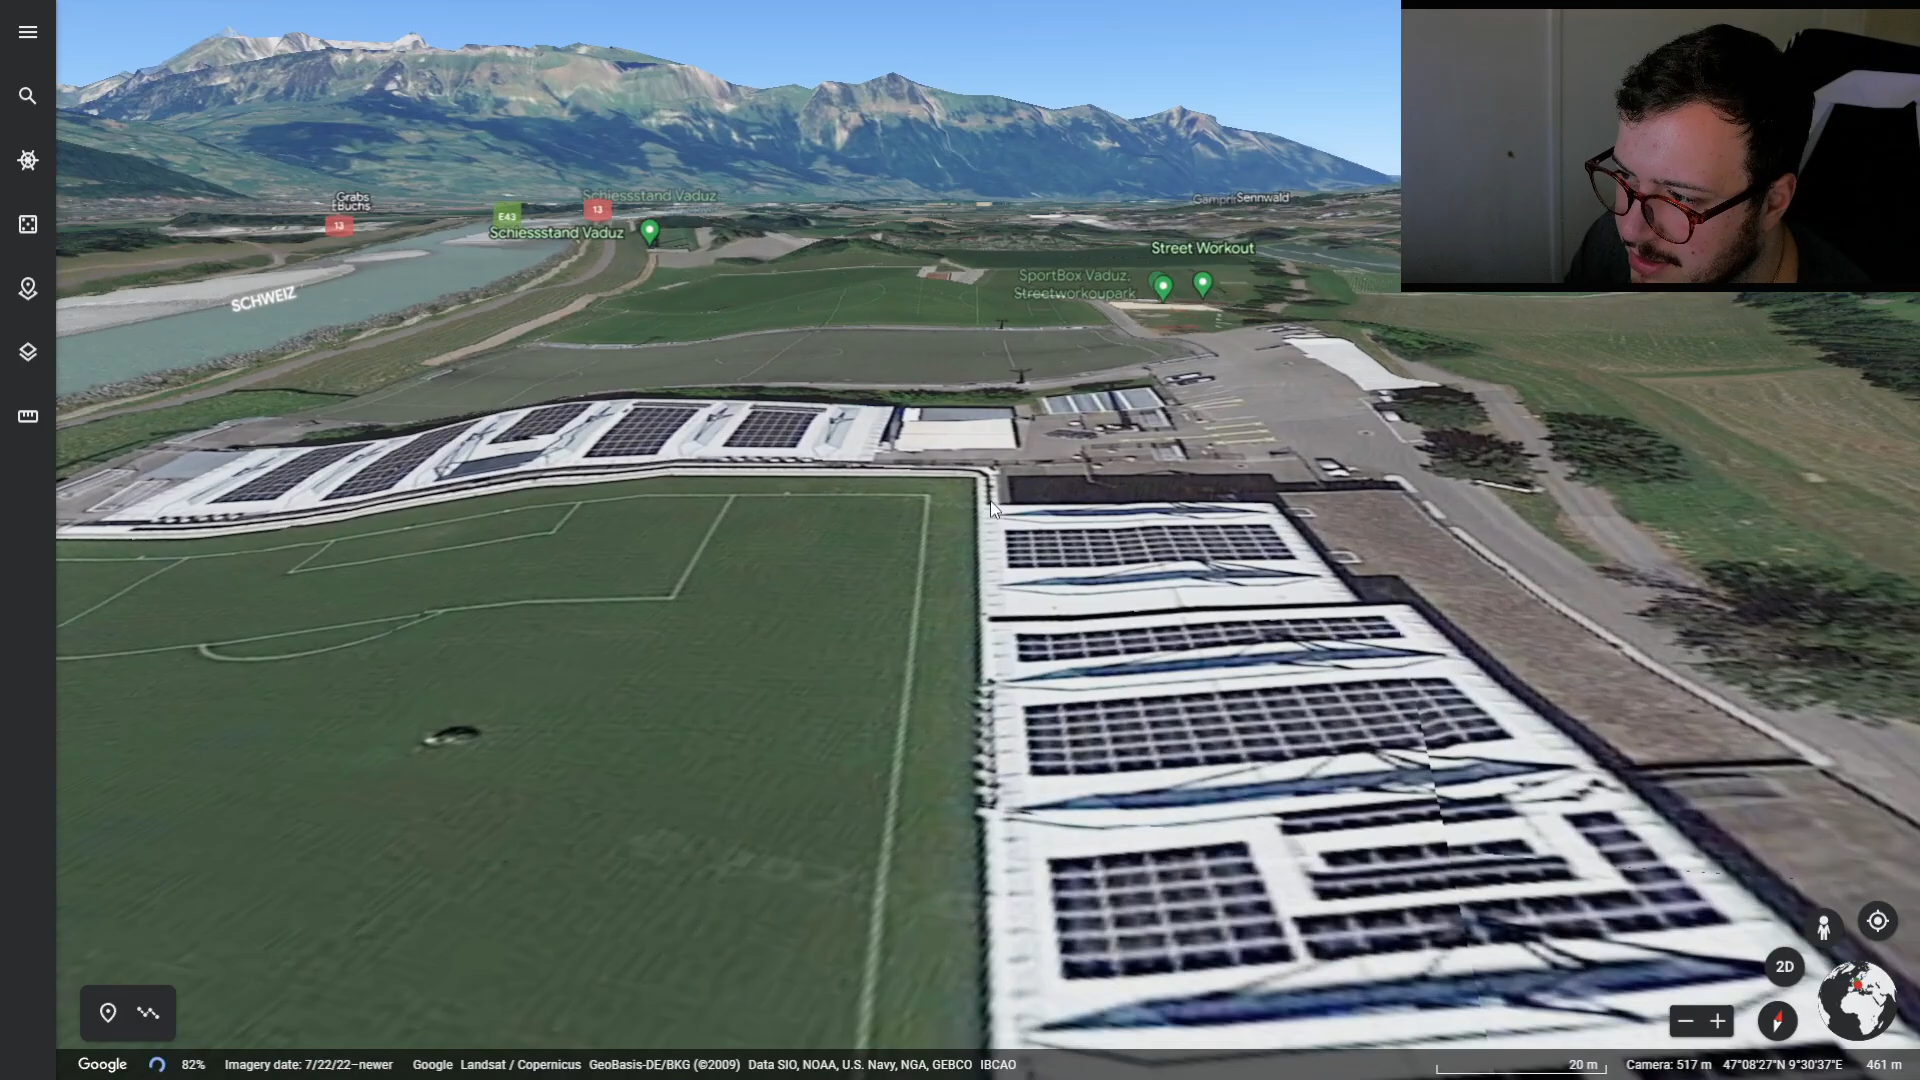 Schiessstand Vaduz
Grabs
Buchs
13
E43
13
Schiessstand Vaduz
Sennwald
Street Workout
SportBox Vaduz,
Streetworkoupark
SCHWEIZ
2D
Google 82% Imagery date: 7/22/22–newer Google Landsat / Copernicus GeoBasis-DE/BKG (©2009) Data SIO, NOAA, U.S. Navy, NGA, GEBCO IBCAO 20 m Camera: 517 m 47°08'27"N 9°30'37"E 461 m